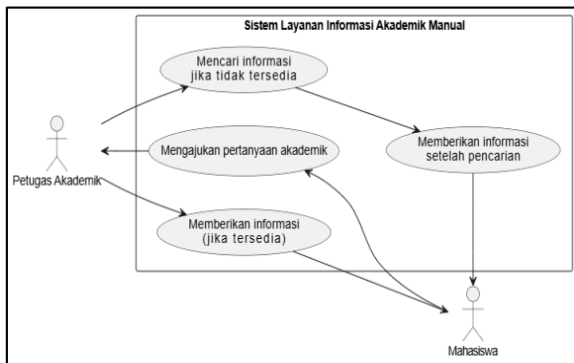 Sistem Layanan Informasi Akademik Manual
Mencari informasi
jika tidak tersedia
Mengajukan pertanyaan akademik
Memberikan informasi
setelah pencarian
Petugas Akademik
Memberikan informasi
(jika tersedia)
Mahasiswa